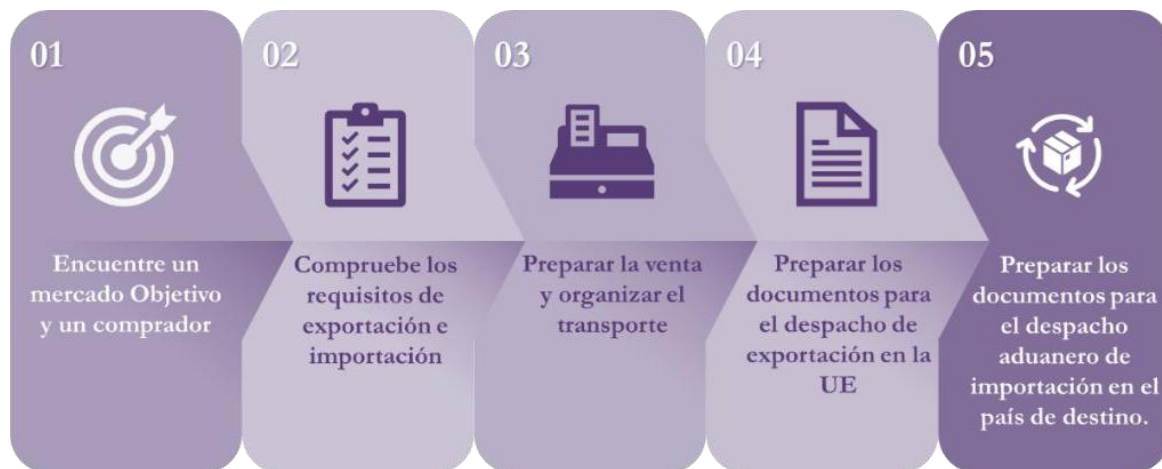 01
Encuentre un
mercado Objetivo
y un comprador
02
Compruebe los
requisitos de
exportación e
importación
03
Preparar la venta
y organizar el
transporte
04
Preparar los
documentos para
el despacho de
exportación en la
UE
05
Preparar los
documentos para
el despacho
aduanero de
importación en el
país de destino.